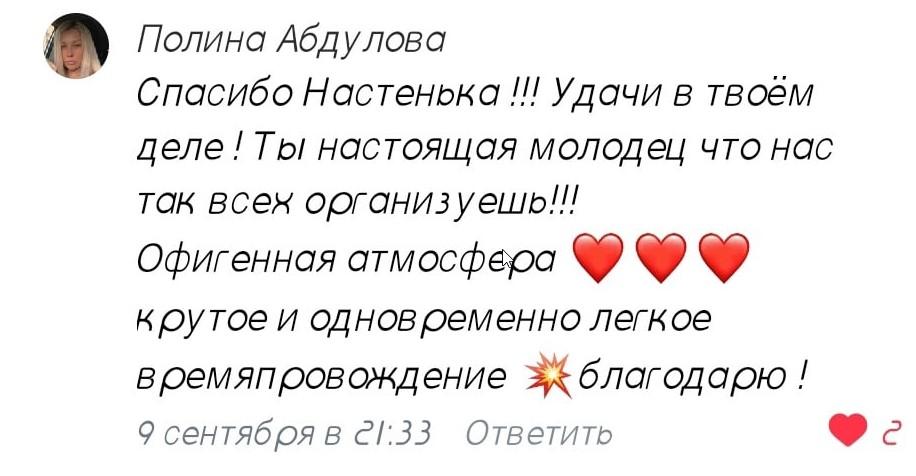 Полина Абдулова
Спасибо Настенька !!! Удачи в твоём
деле ! Ты настоящая молодец что нас
так всех организуешь!!!
Офигенная атмосфера ❤️ ❤️ ❤️
крутое и одновременно легкое
времяпровождение 💥благодарю !
9 сентября в 21:33 Ответить 2